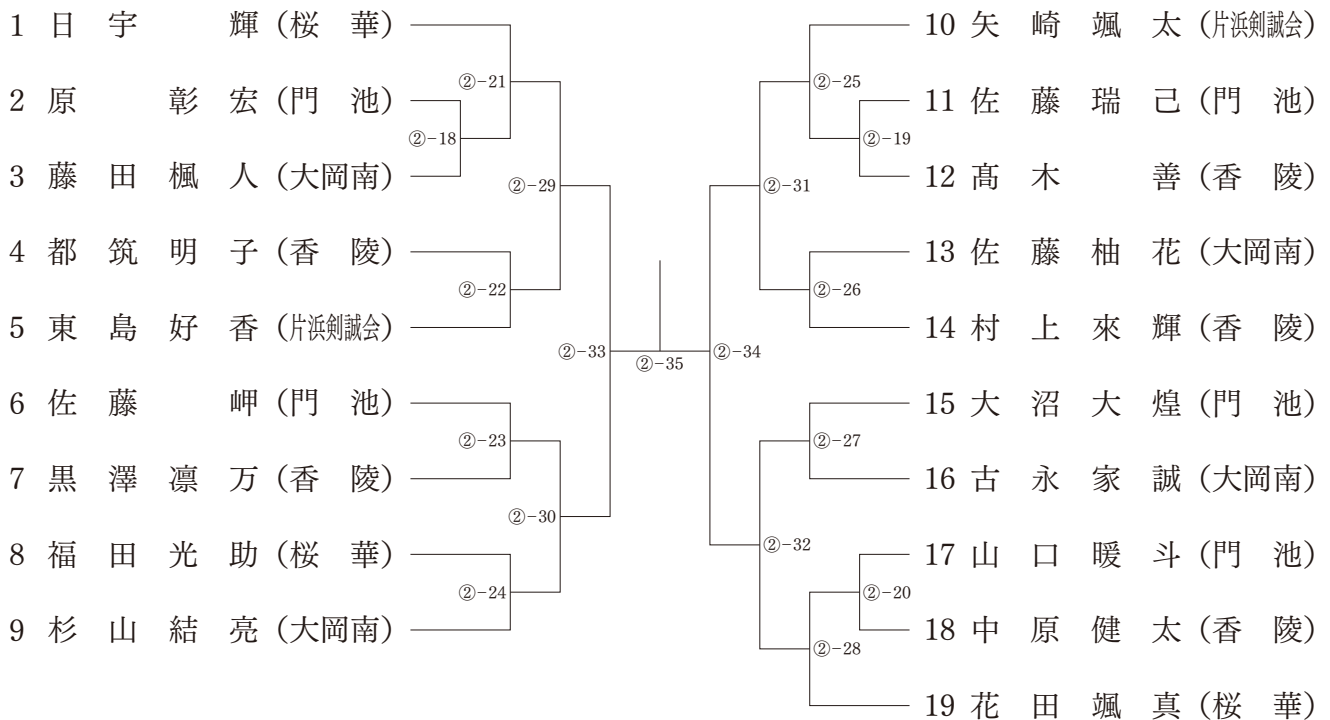 1 日宇 輝 (桜 華)
②-21
2 原 彰宏 (門 池)
②-18
3 藤田楓人 (大岡南)
②-29
4 都筑明子 (香 陵)
②-22
5 東島好香 (片浜剣誠会)
②-33
6 佐藤 岬 (門 池)
②-23
7 黒澤凛万 (香 陵)
②-30
8 福田光助 (桜 華)
②-24
9 杉山結亮 (大岡南)
②-35
10 矢崎颯太 (片浜剣誠会)
②-25
11 佐藤瑞己 (門 池)
②-19
12 髙木 善 (香 陵)
②-31
13 佐藤柚花 (大岡南)
②-26
14 村上來輝 (香 陵)
②-34
15 大沼大煌 (門 池)
②-27
16 古永家誠 (大岡南)
②-32
17 山口暖斗 (門 池)
②-20
18 中原健太 (香 陵)
②-28
19 花田颯真 (桜 華)